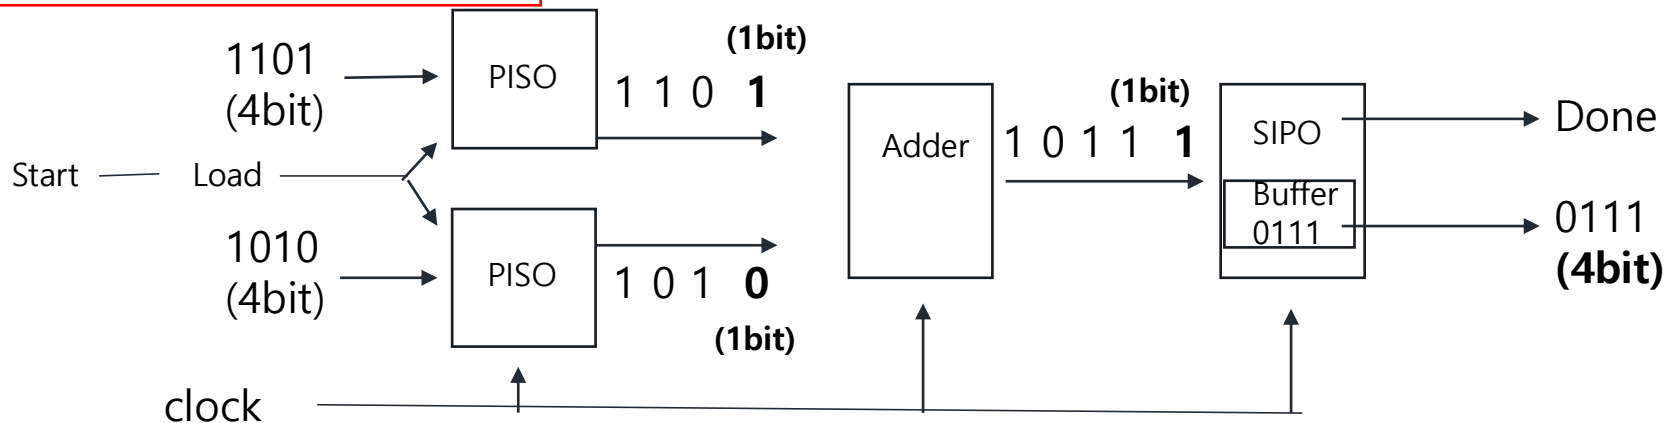 1101
(4bit)
PISO
(1bit)
1 1 0 1
Start
Load
1010
(4bit)
PISO
1 0 1 0
(1bit)
Adder
(1bit)
1 0 1 1 1
SIPO
Buffer
0111
Done
0111
(4bit)
clock